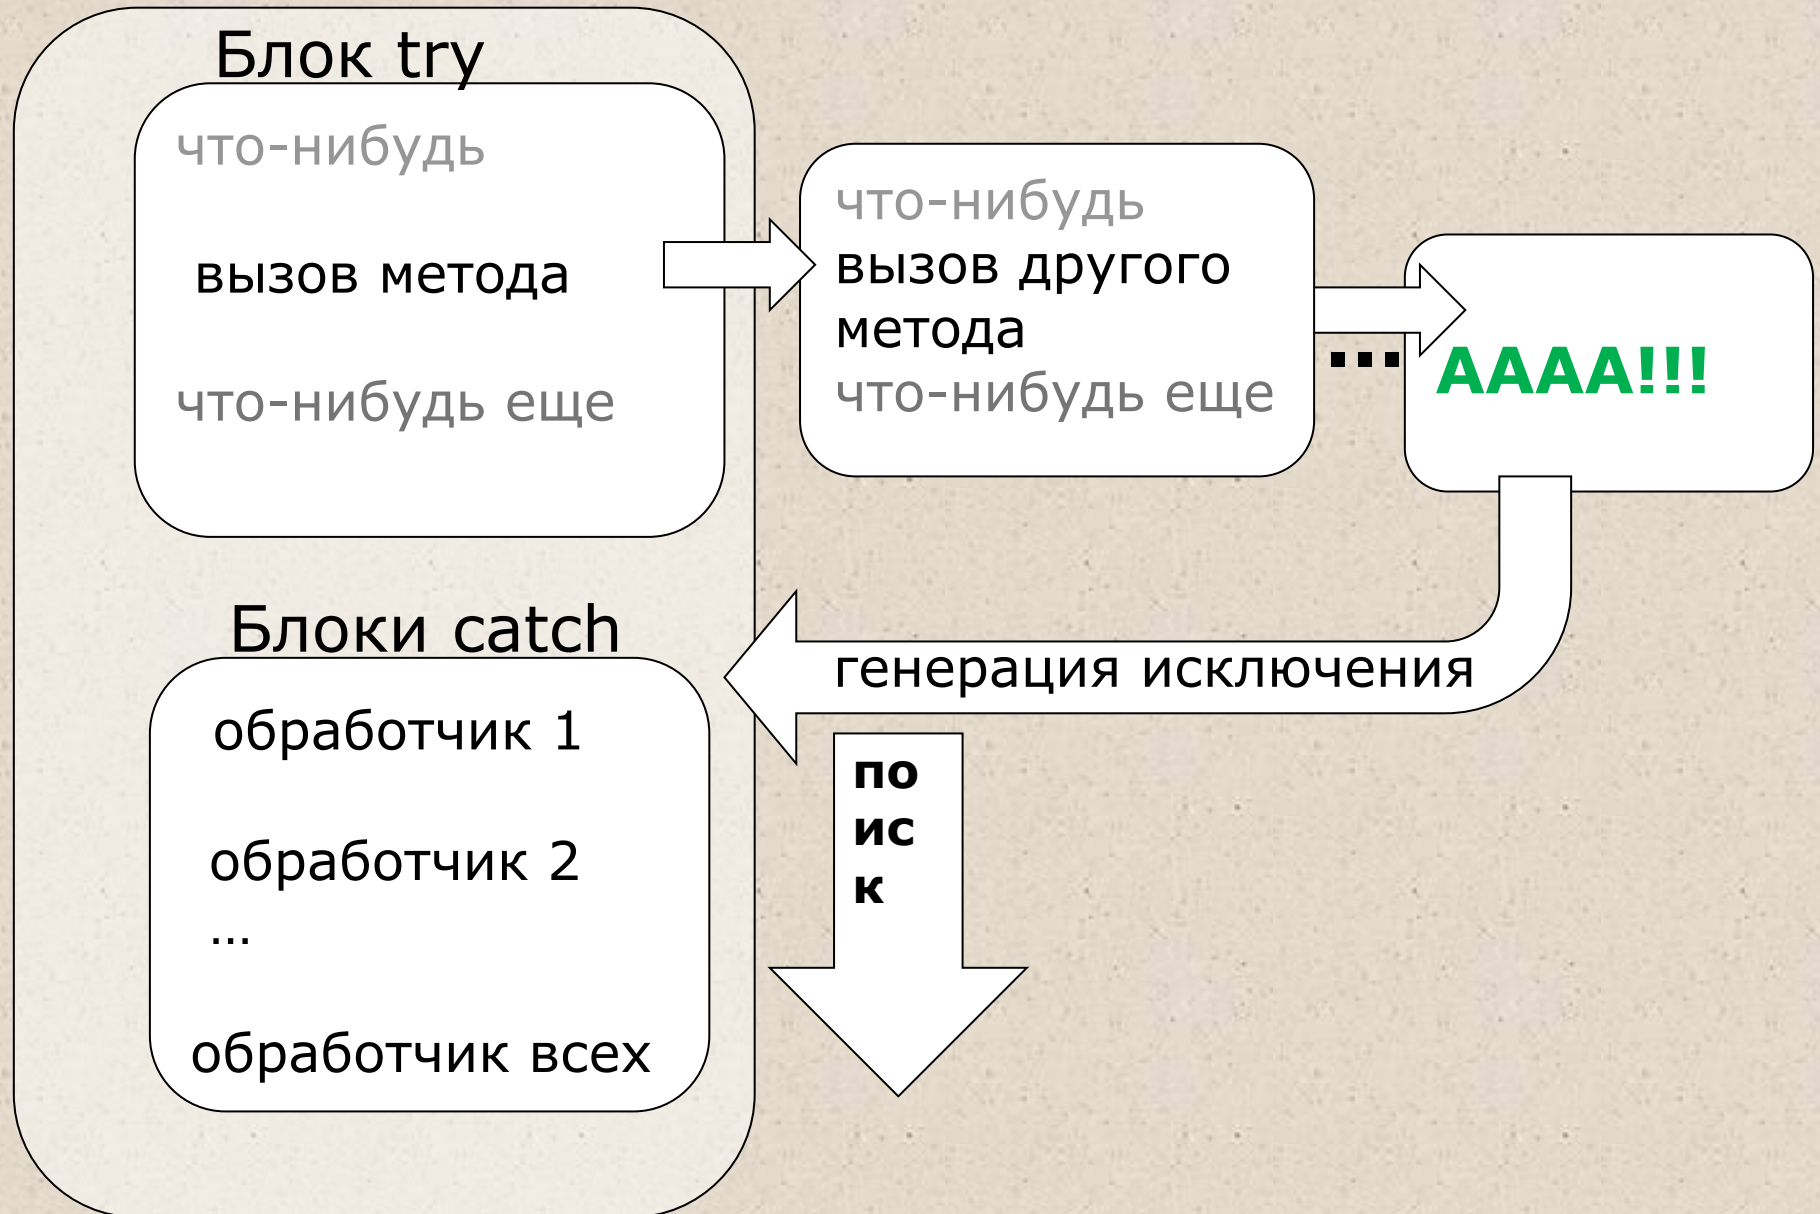 Блок try
что-нибудь
вызов метода
что-нибудь еще
что-нибудь
вызов другого
метода
что-нибудь еще
...
АААА!!!
генерация исключения
по
ис
к
Блоки catch
обработчик 1
обработчик 2
...
обработчик всех